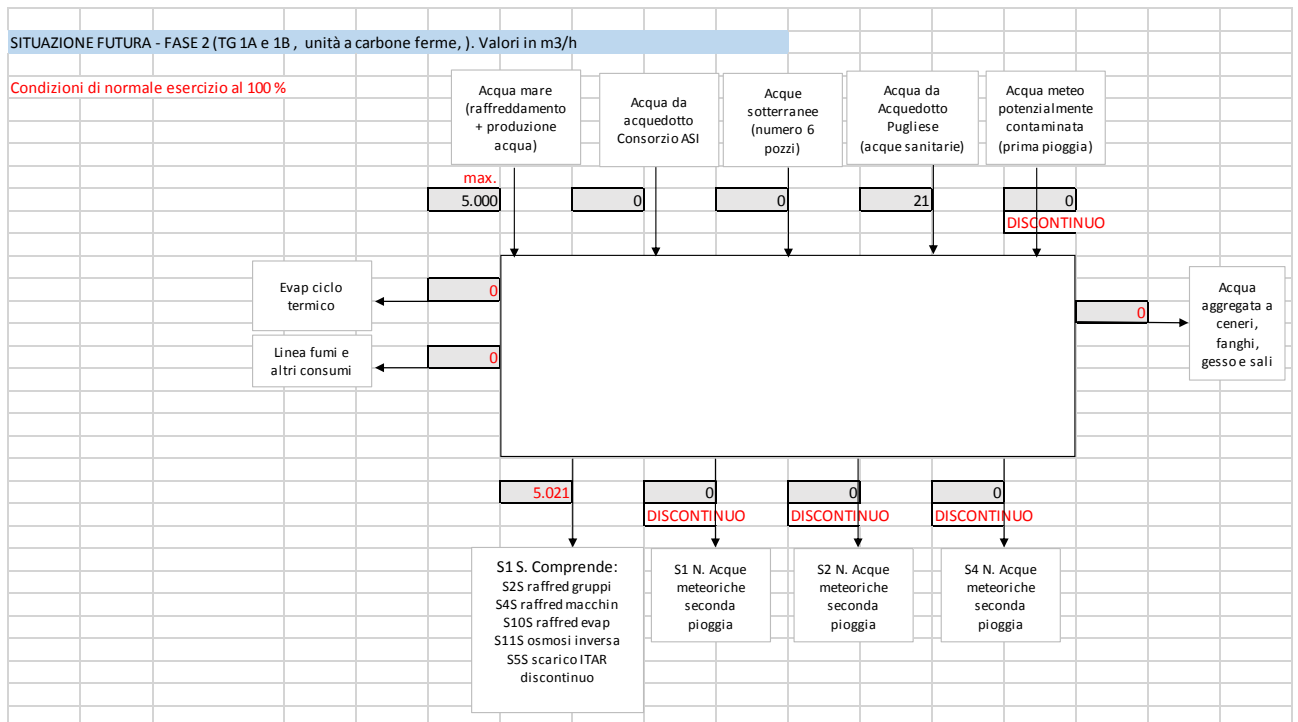 SITUAZIONE FUTURA - FASE 2 (TG 1A e 1B , unità a carbone ferme, ). Valori in m3/h
Condizioni di normale esercizio al 100 %
Acqua mare
(raffreddamento
+ produzione
acqua)
Acqua da
acquedotto
Consorzio ASI
Acque
sotterranee
(numero 6
pozzi)
Acqua da
Acquedotto
Pugliese
(acque sanitarie)
Acqua meteo
potenzialmente
contaminata
(prima pioggia)
max.
5.000
0
0
21
0
DISCONTINUO
Evap ciclo
termico
0
Linea fumi e
altri consumi
0
0
Acqua
aggregata a
ceneri,
fanghi,
gesso e sali
5.021
0
0
0
DISCONTINUO
DISCONTINUO
DISCONTINUO
S1 S. Comprende:
S2S raffred gruppi
S4S raffred macchin
S10S raffred evap
S11S osmosi inversa
S5S scarico ITAR
discontinuo
S1 N. Acque
meteoriche
seconda
pioggia
S2 N. Acque
meteoriche
seconda
pioggia
S4 N. Acque
meteoriche
seconda
pioggia